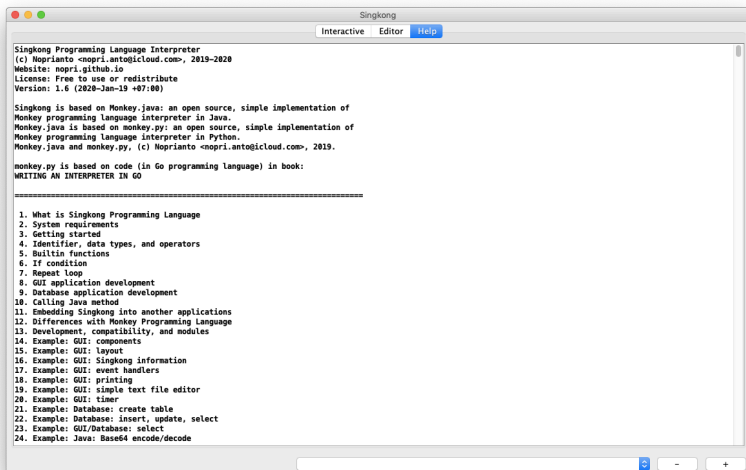 Singkong
Interactive Editor Help
Singkong Programming Language Interpreter
(c) Noprianto <nopri.anto@icloud.com>, 2019-2020
Website: nopri.github.io
License: Free to use or redistribute
Version: 1.6 (2020-Jan-19 +07:00)
Singkong is based on Monkey.java: an open source, simple implementation of
Monkey programming language interpreter in Java.
Monkey.java is based on monkey.py: an open source, simple implementation of
Monkey programming language interpreter in Python.
Monkey.java and monkey.py, (c) Noprianto <nopri.anto@icloud.com>, 2019.
monkey.py is based on code (in Go programming language) in book:
WRITING AN INTERPRETER IN GO
===========================================================================
1. What is Singkong Programming Language
2. System requirements
3. Getting started
4. Identifier, data types, and operators
5. Builtin functions
6. If condition
7. Repeat loop
8. GUI application development
9. Database application development
10. Calling Java method
11. Embedding Singkong into another applications
12. Differences with Monkey Programming Language
13. Development, compatibility, and modules
14. Example: GUI: components
15. Example: GUI: layout
16. Example: GUI: Singkong information
17. Example: GUI: event handlers
18. Example: GUI: printing
19. Example: GUI: simple text file editor
20. Example: GUI: timer
21. Example: Database: create table
22. Example: Database: insert, update, select
23. Example: GUI/Database: select
24. Example: Java: Base64 encode/decode
- +